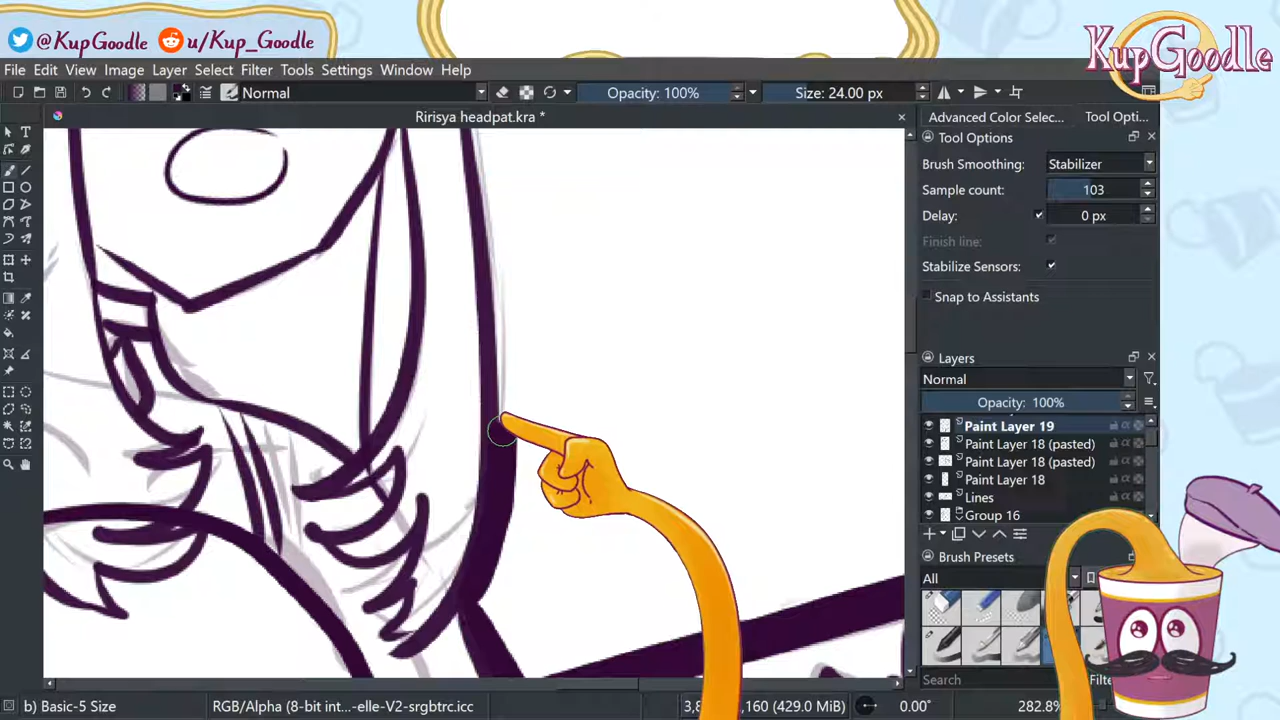 @KupGoodle u/Kup_Goodle
KupGoodle
File Edit View Image Layer Select Filter Tools Settings Window Help
Normal Opacity: 100% Size: 24.00 px
Ririsya headpat.kra *
Advanced Color Selec... Tool Opti...
Tool Options
Brush Smoothing: Stabilizer
Sample count: 103
Delay: 0 px
Finish line:
Stabilize Sensors:
Snap to Assistants
Layers
Normal
Opacity: 100%
Paint Layer 19
Paint Layer 18 (pasted)
Paint Layer 18 (pasted)
Paint Layer 18
Lines
Group 16
Brush Presets
All
Search
b) Basic-5 Size RGB/Alpha (8-bit int...-elle-V2-srgbtrc.icc 0.00° 282.8%